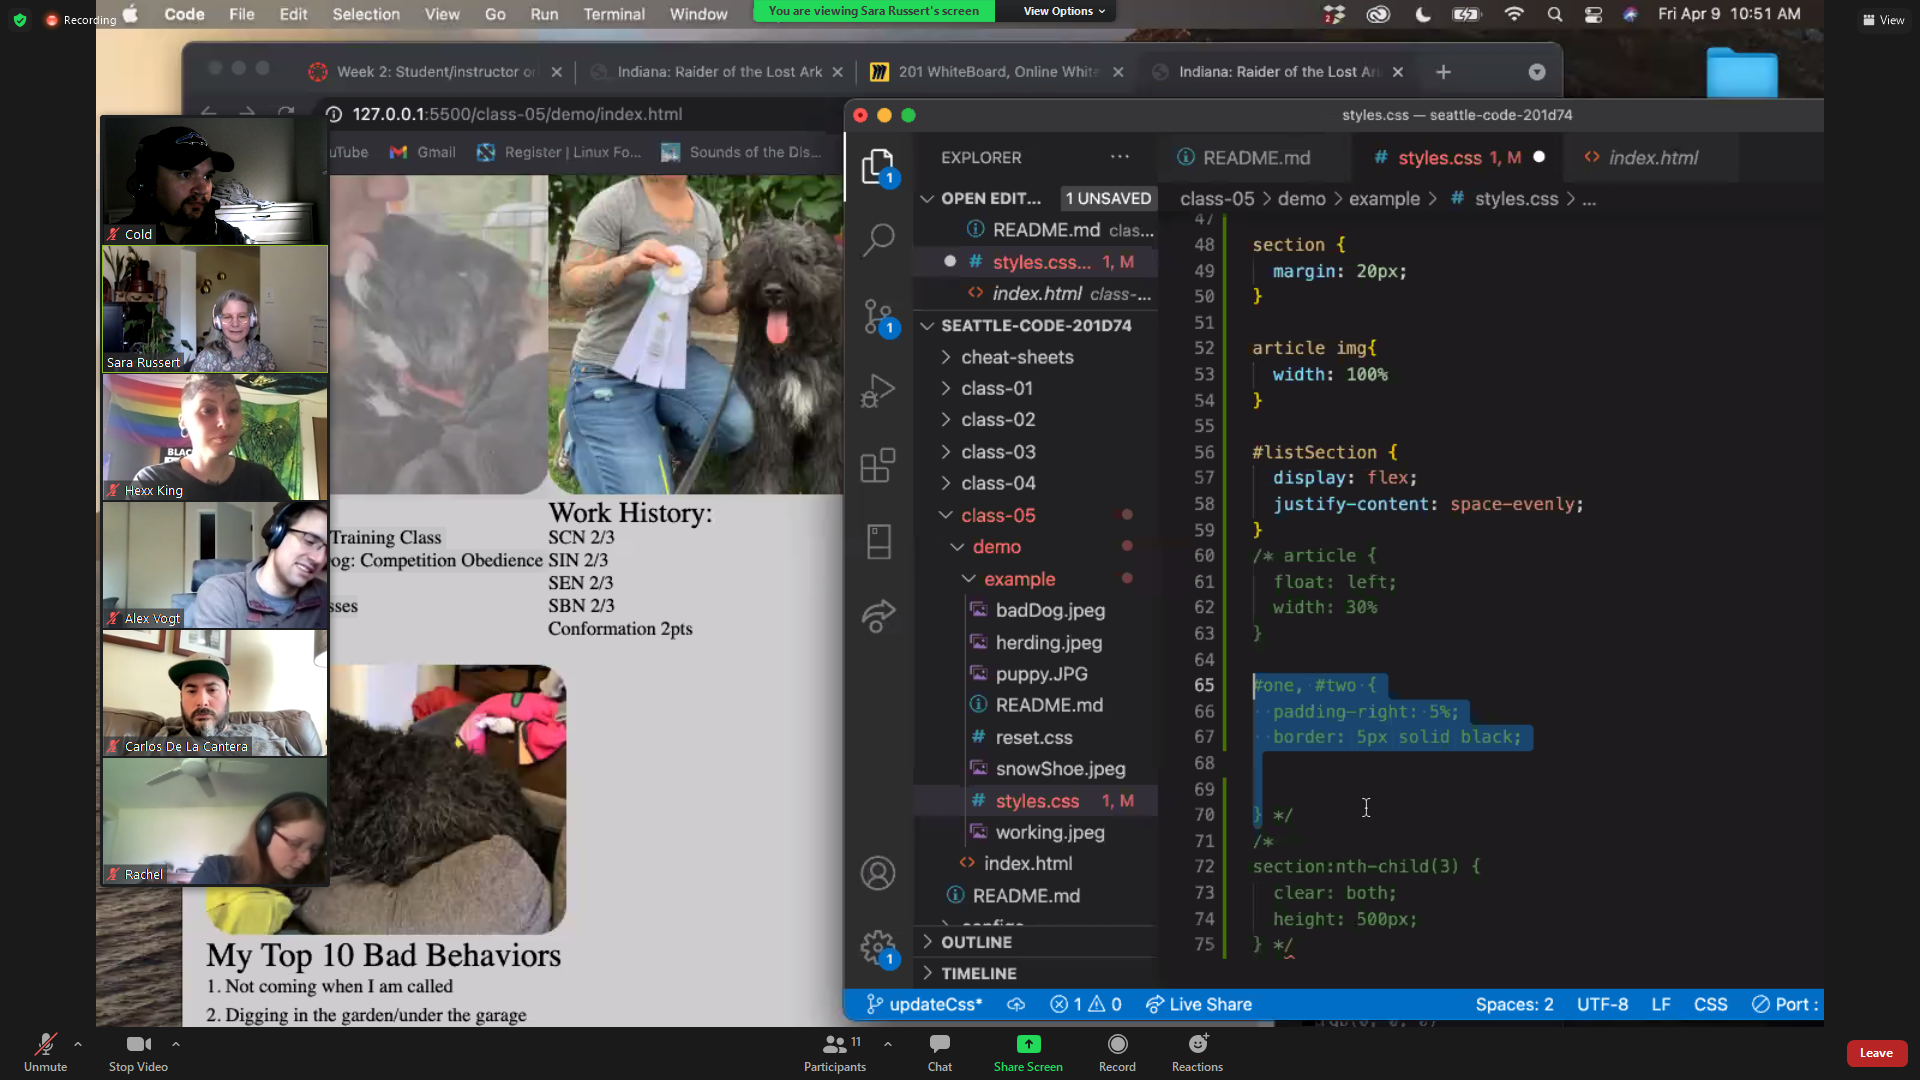 Recording
Code File Edit Selection View Go Run Terminal Window
You are viewing Sara Russert's screen
View Options
2
Fri Apr 9 10:51 AM
View
Week 2: Student/instructor
Indiana: Raider of the Lost Ark
201 WhiteBoard, Online White
Indiana: Raider of the Lost
127.0.0.1:5500/class-05/demo/index.html
uTube
Gmail
Register | Linux Fo...
Sounds of the Dis...
Cold
Sara Russert
Hexx King
Alex Vogt
Carlos De La Cantera
Rachel
BLACK
Training Class
og: Competition Obedience
sses
Work History:
SCN 2/3
SIN 2/3
SEN 2/3
SBN 2/3
Conformation 2pts
My Top 10 Bad Behaviors
1. Not coming when I am called
2. Digging in the garden/under the garage
styles.css — seattle-code-201d74
1
1
1
EXPLORER ...
OPEN EDIT... 1 UNSAVED
README.md clas...
# styles.css... 1, M
<> index.html class-...
SEATTLE-CODE-201D74
cheat-sheets
class-01
class-02
class-03
class-04
class-05
demo
example
badDog.jpeg
herding.jpeg
puppy.JPG
README.md
# reset.css
snowShoe.jpeg
# styles.css 1, M
working.jpeg
<> index.html
README.md
configs
OUTLINE
TIMELINE
README.md
# styles.css 1, M
<> index.html
class-05 > demo > example > # styles.css > ...
47
48 section {
49 margin: 20px;
50 }
51
52 article img{
53 width: 100%
54 }
55
56 #listSection {
57 display: flex;
58 justify-content: space-evenly;
59 }
60 /* article {
61 float: left;
62 width: 30%
63 }
64
65 #one, #two {
66 padding-right: 5%;
67 border: 5px solid black;
68
69
70 } */
71 /*
72 section:nth-child(3) {
73 clear: both;
74 height: 500px;
75 } */
updateCss*
1
0
Live Share
Spaces: 2
UTF-8
LF
CSS
Port :
Unmute
Stop Video
Participants
11
Chat
Share Screen
Record
Reactions
Leave